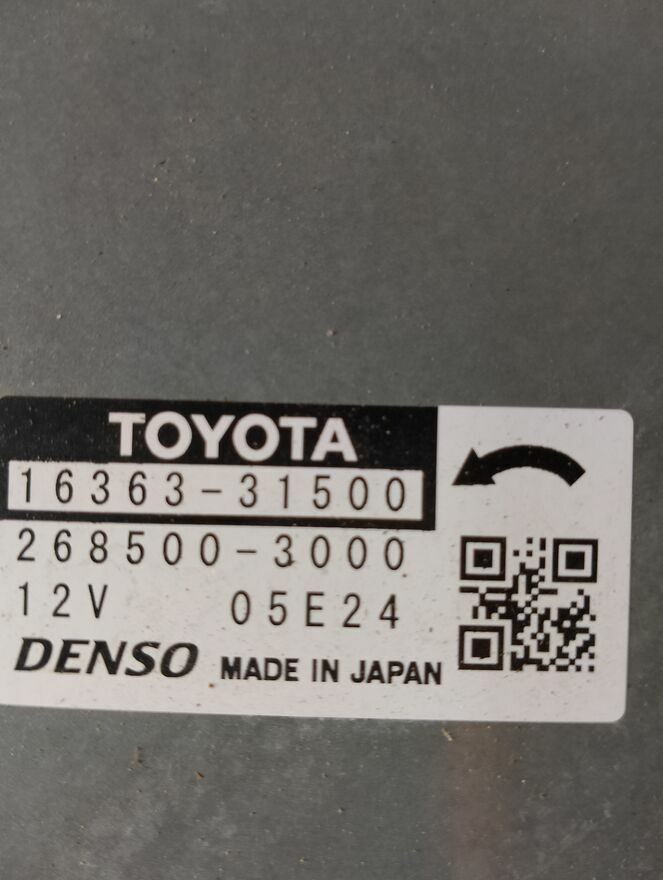 TOYOTA
16363-31500
268500-3000
12V 05E24
DENSO MADE IN JAPAN